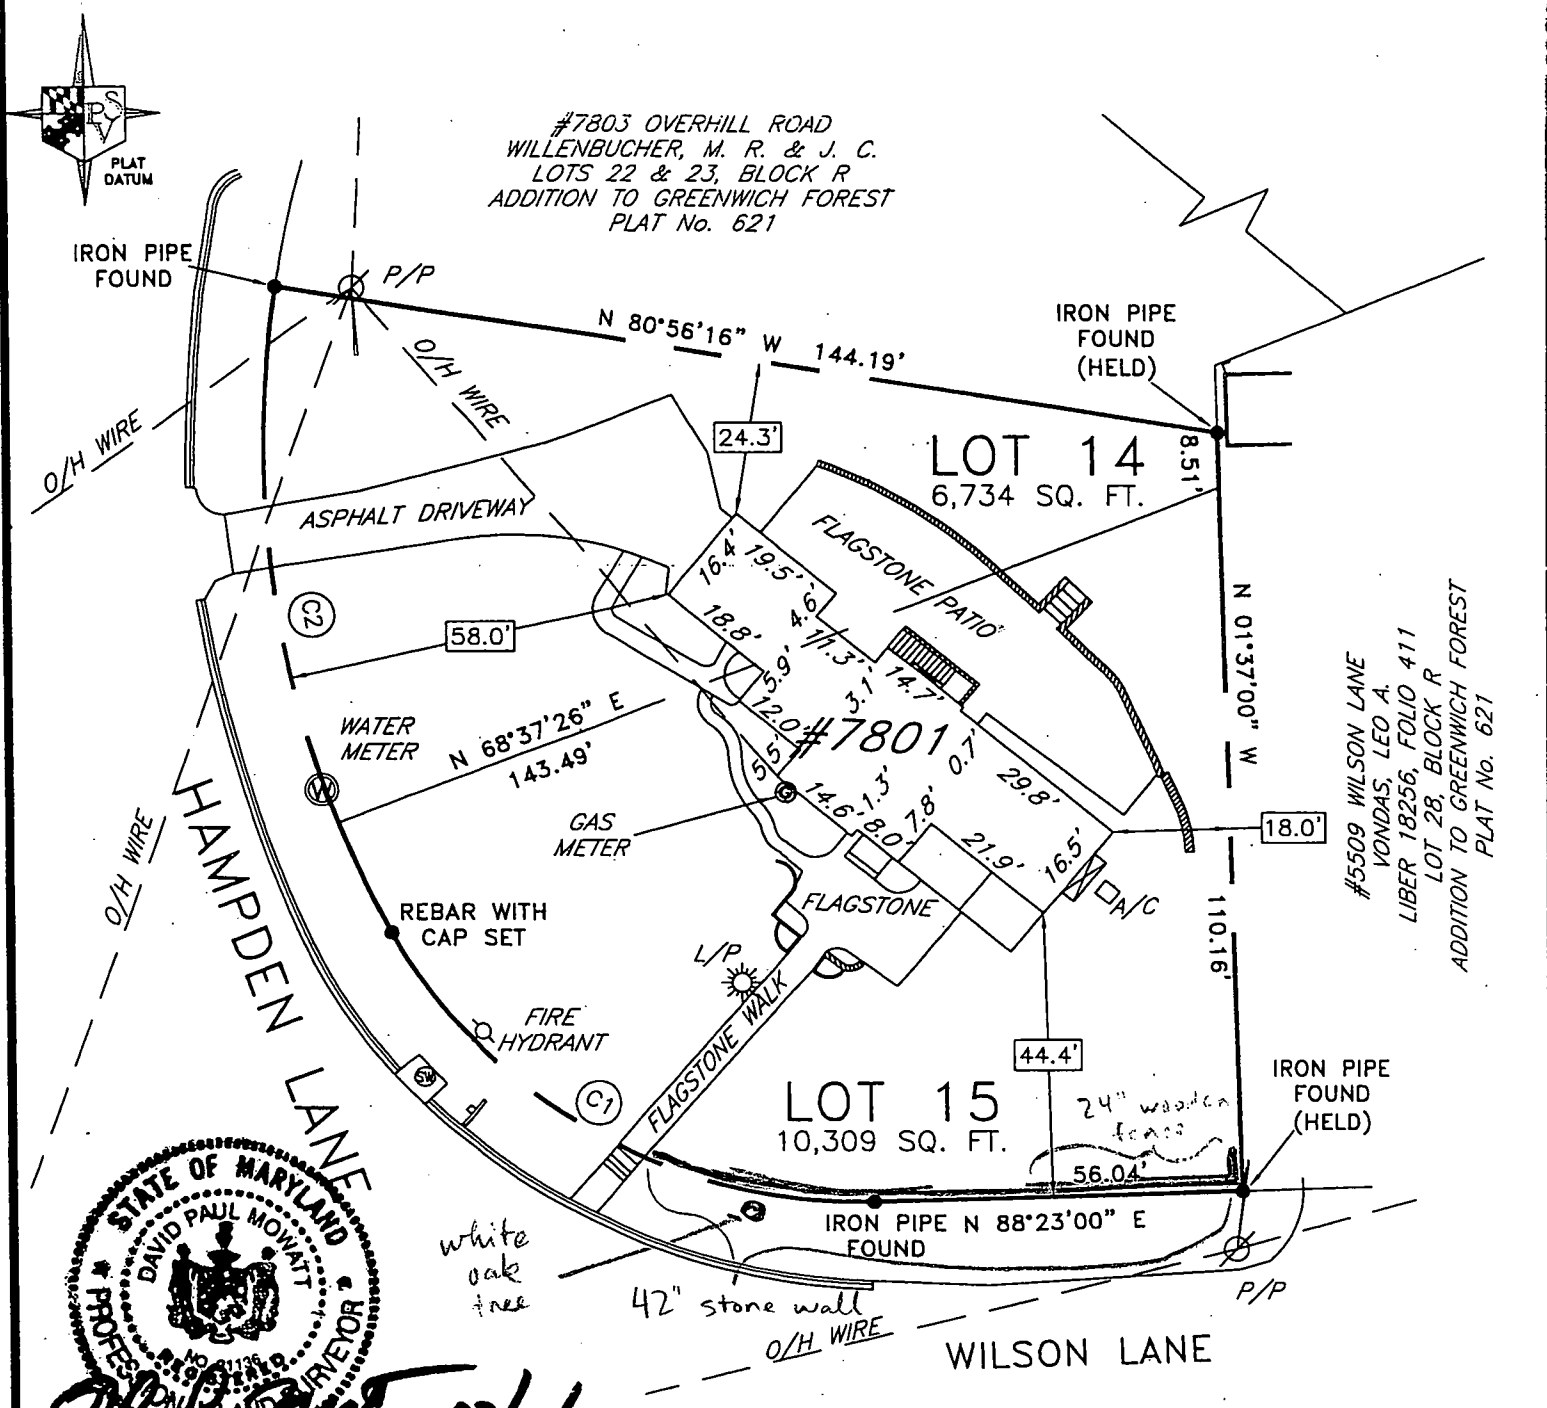 PLAT
DATUM
#7803 OVERHILL ROAD
WILLENBUCHER, M. R. & J. C.
LOTS 22 & 23, BLOCK R
ADDITION TO GREENWICH FOREST
PLAT No. 621
IRON PIPE
FOUND
P/P
N 80°56'16" W 144.19'
IRON PIPE
FOUND
(HELD)
O/H WIRE
O/H WIRE
24.3'
LOT 14
6,734 SQ. FT.
8.51'
ASPHALT DRIVEWAY
FLAGSTONE PATIO
16.4'
19.5'
4.6'
18.8'
11.3'
5.9'
3.1'
14.7'
12.0'
#7801
5.5'
0.7'
29.8'
14.6'
1.3'
8.0'
7.8'
21.9'
16.5'
C2
58.0'
N 01°37'00" W
110.16'
#5509 WILSON LANE
VONDAS, LEO A.
LIBER 18256, FOLIO 411
LOT 28, BLOCK R
ADDITION TO GREENWICH FOREST
PLAT No. 621
WATER
METER
N 68°37'26" E
143.49'
W
GAS
METER
G
18.0'
O/H WIRE
HAMPDEN LANE
REBAR WITH
CAP SET
FLAGSTONE
A/C
L/P
FIRE
HYDRANT
FLAGSTONE WALK
44.4'
SW
C1
LOT 15
10,309 SQ. FT.
24" wooden
fence
IRON PIPE
FOUND
(HELD)
56.04'
IRON PIPE
FOUND
N 88°23'00" E
white
oak
tree
42" stone wall
O/H WIRE
P/P
WILSON LANE
STATE OF MARYLAND
DAVID PAUL MOWATT
REGISTERED